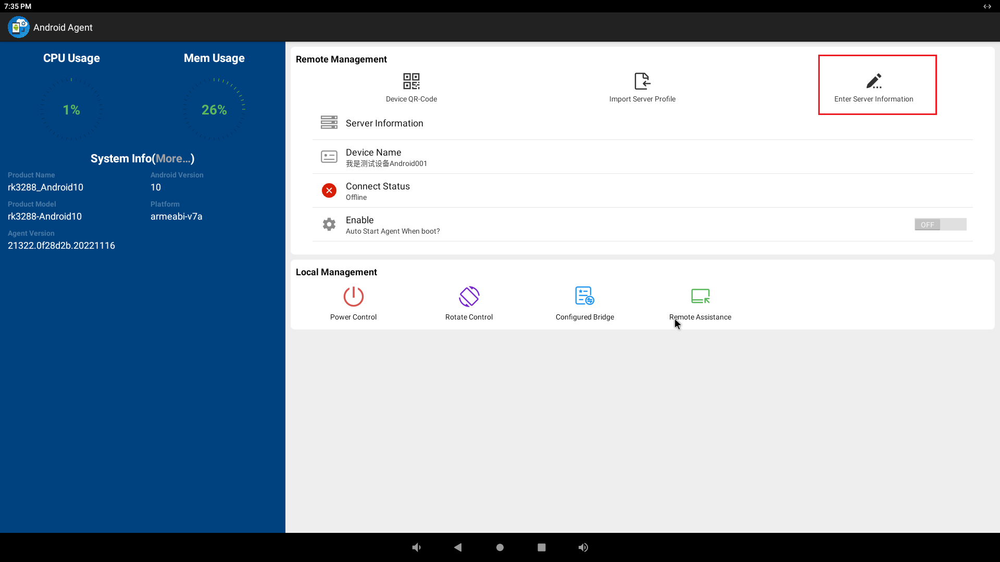 7:35 PM
Android Agent
CPU Usage
Mem Usage
1%
26%
System Info(More...)
Product Name
Android Version
rk3288_Android10
10
Product Model
Platform
rk3288-Android10
armeabi-v7a
Agent Version
21322.0f28d2b.20221116
Remote Management
Device QR-Code
Import Server Profile
Enter Server Information
Server Information
Device Name
我是测试设备Android001
Connect Status
Offline
Enable
Auto Start Agent When boot?
OFF
Local Management
Power Control
Rotate Control
Configured Bridge
Remote Assistance